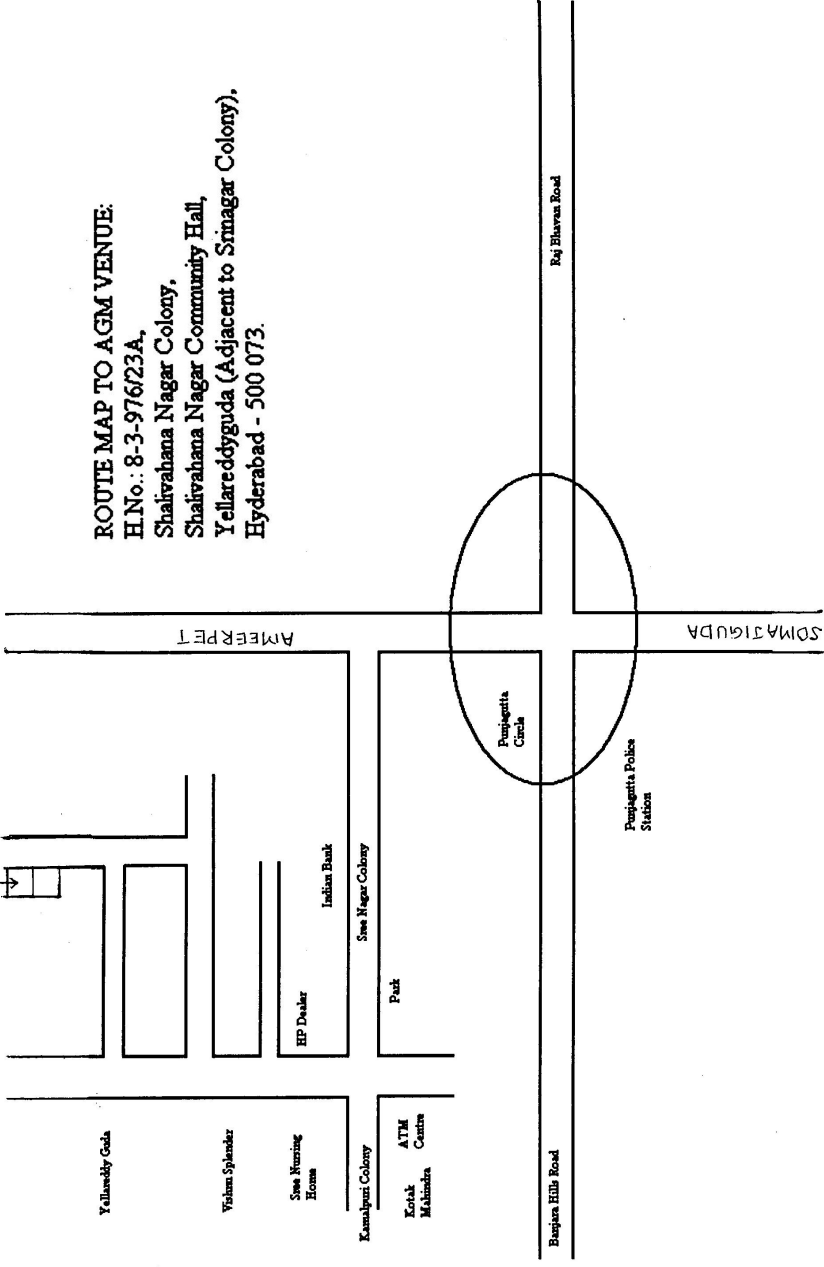 ROUTE MAP TO AGM VENUE:
H.No.: 8-3-976/23A,
Shalivahana Nagar Colony,
Shalivahana Nagar Community Hall,
Yellareddyguda (Adjacent to Srinagar Colony),
Hyderabad - 500 073.
Yellareddy Guda
Vishnu Splender
Sree Nursing
Home
Kamalpuri Colony
Kotak
Mahindra
ATM
Centre
HP Dealer
Indian Bank
Sree Nagar Colony
Park
AMEERPET
Punjagutta
Circle
Banjara Hills Road
Raj Bhavan Road
Punjagutta Police
Station
SOMAJIGUDA